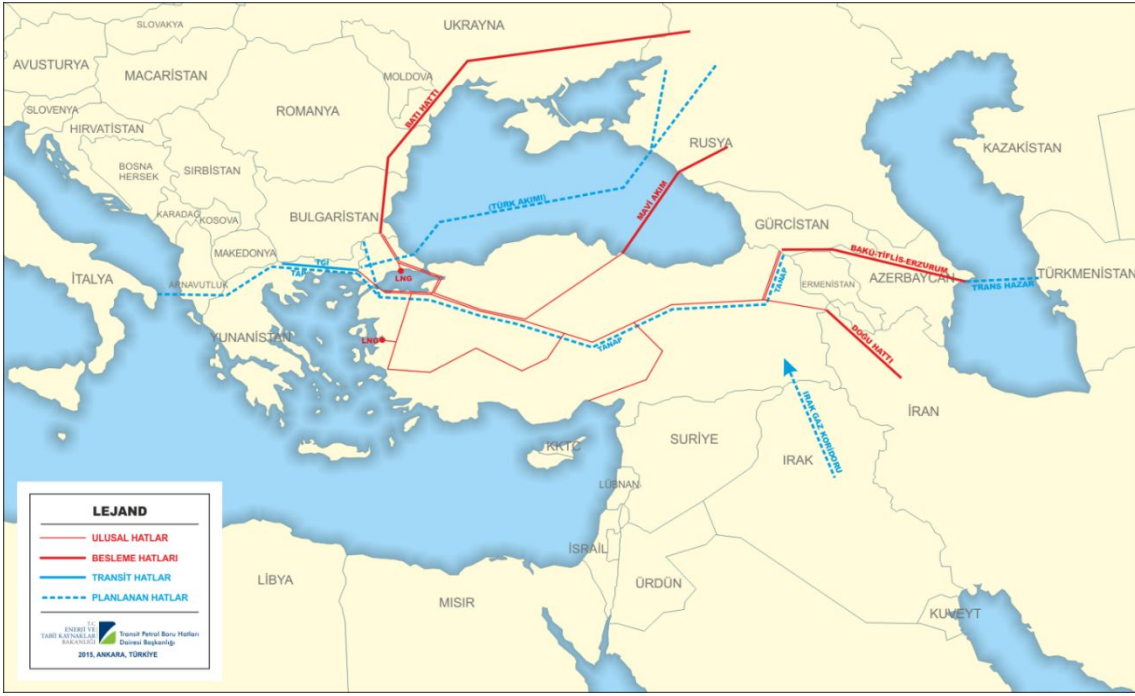 SLOVAKYA
UKRAYNA
AVUSTURYA
MACARİSTAN
MOLDOVA
SLOVENYA
HIRVATİSTAN
ROMANYA
BATI HATTI
RUSYA
KAZAKİSTAN
BOSNA
HERSEK
SIRBİSTAN
(TÜRK AKIMI)
MAVİ AKIM
KARADAĞ
KOSOVA
BULGARİSTAN
GÜRCİSTAN
MAKEDONYA
BAKÜ-TİFLİS-ERZURUM
İTALYA
ARNAVUTLUK
TGI
TAP
LNG
TANAP
ERMENİSTAN
AZERBAYCAN
TRANS HAZAR
TÜRKMENİSTAN
YUNANİSTAN
LNG
TANAP
DOĞU HATTI
IRAK GAZ KORİDORU
İRAN
KKTC
SURİYE
IRAK
LÜBNAN
İSRAİL
ÜRDÜN
LİBYA
MISIR
KUVEYT
LEJAND
ULUSAL HATLAR
BESLEME HATLARI
TRANSİT HATLAR
PLANLANAN HATLAR
T.C.
ENERJİ VE
TABİİ KAYNAKLAR
BAKANLIĞI
Transit Petrol Boru Hatları
Dairesi Başkanlığı
2015, ANKARA, TÜRKİYE